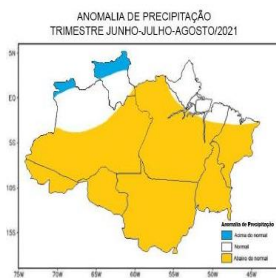 ANOMALIA DE PRECIPITAÇÃO
TRIMESTRE JUNHO-JULHO-AGOSTO/2021
5N
EQ
5S
10S
15S
75W
70W
65W
60W
55W
50W
45W
Anomalia de Precipitação
Acima do normal
Normal
Abaixo do normal